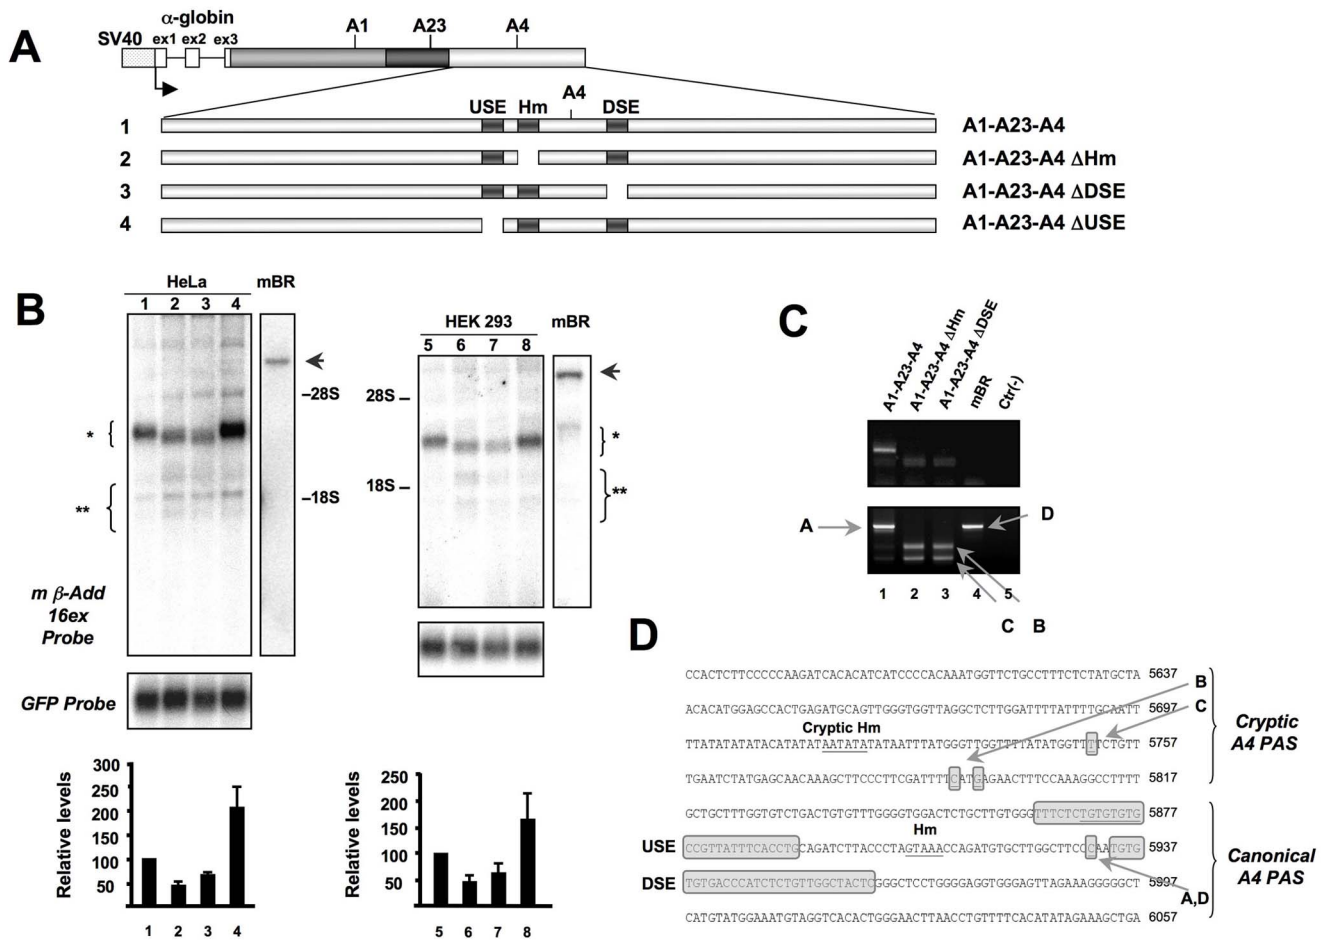 A
α-globin
SV40 ex1 ex2 ex3
A1 A23 A4
USE Hm A4 DSE
1 A1-A23-A4
2 A1-A23-A4 ΔHm
3 A1-A23-A4 ΔDSE
4 A1-A23-A4 ΔUSE
B
HeLa mBR
1 2 3 4
–28S
*
–18S
**
m β-Add
16ex
Probe
GFP Probe
HEK 293 mBR
5 6 7 8
28S –
*
18S –
**
Relative levels
300
250
200
150
100
50
1 2 3 4
Relative levels
250
200
150
100
50
5 6 7 8
C
A1-A23-A4
A1-A23-A4 ΔHm
A1-A23-A4 ΔDSE
mBR
Ctr(-)
A
D
1 2 3 4 5
C B
D
CCACTCTTCCCCCAAGATCACACATCATCCCCACAAATGGTTCTGCCTTTCTCTATGCTA 5637
B
ACACATGGAGCCACTGAGATGCAGTTGGGTGGTTAGGCTCTTGGATTTTATTTTGCAATT 5697
C
Cryptic Hm
TTATATATATACATATATAATATATATAATTTATGGGTTGGTTTTATATGGTTTTCTGTT 5757
Cryptic
A4 PAS
TGAATCTATGAGCAACAAAGCTTCCCTTCGATTTTCATGAGAACTTTCCAAAGGCCTTTT 5817
GCTGCTTTGGTGTCTGACTGTGTTTGGGGTGGACTCTGCTTGTGGGTTTCTCTGTGTGTG 5877
Hm
USE CCGTTATTTCACCTGCAGATCTTACCCTAGTAAACCAGATGTGCTTGGCTTCCCAATGTG 5937
Canonical
A4 PAS
DSE TGTGACCCATCTCTGTTGGCTACTCGGGCTCCTGGGGAGGTGGGAGTTAGAAAGGGGGCT 5997
A,D
CATGTATGGAAATGTAGGTCACACTGGGAACTTAACCTGTTTTCACATATAGAAAGCTGA 6057